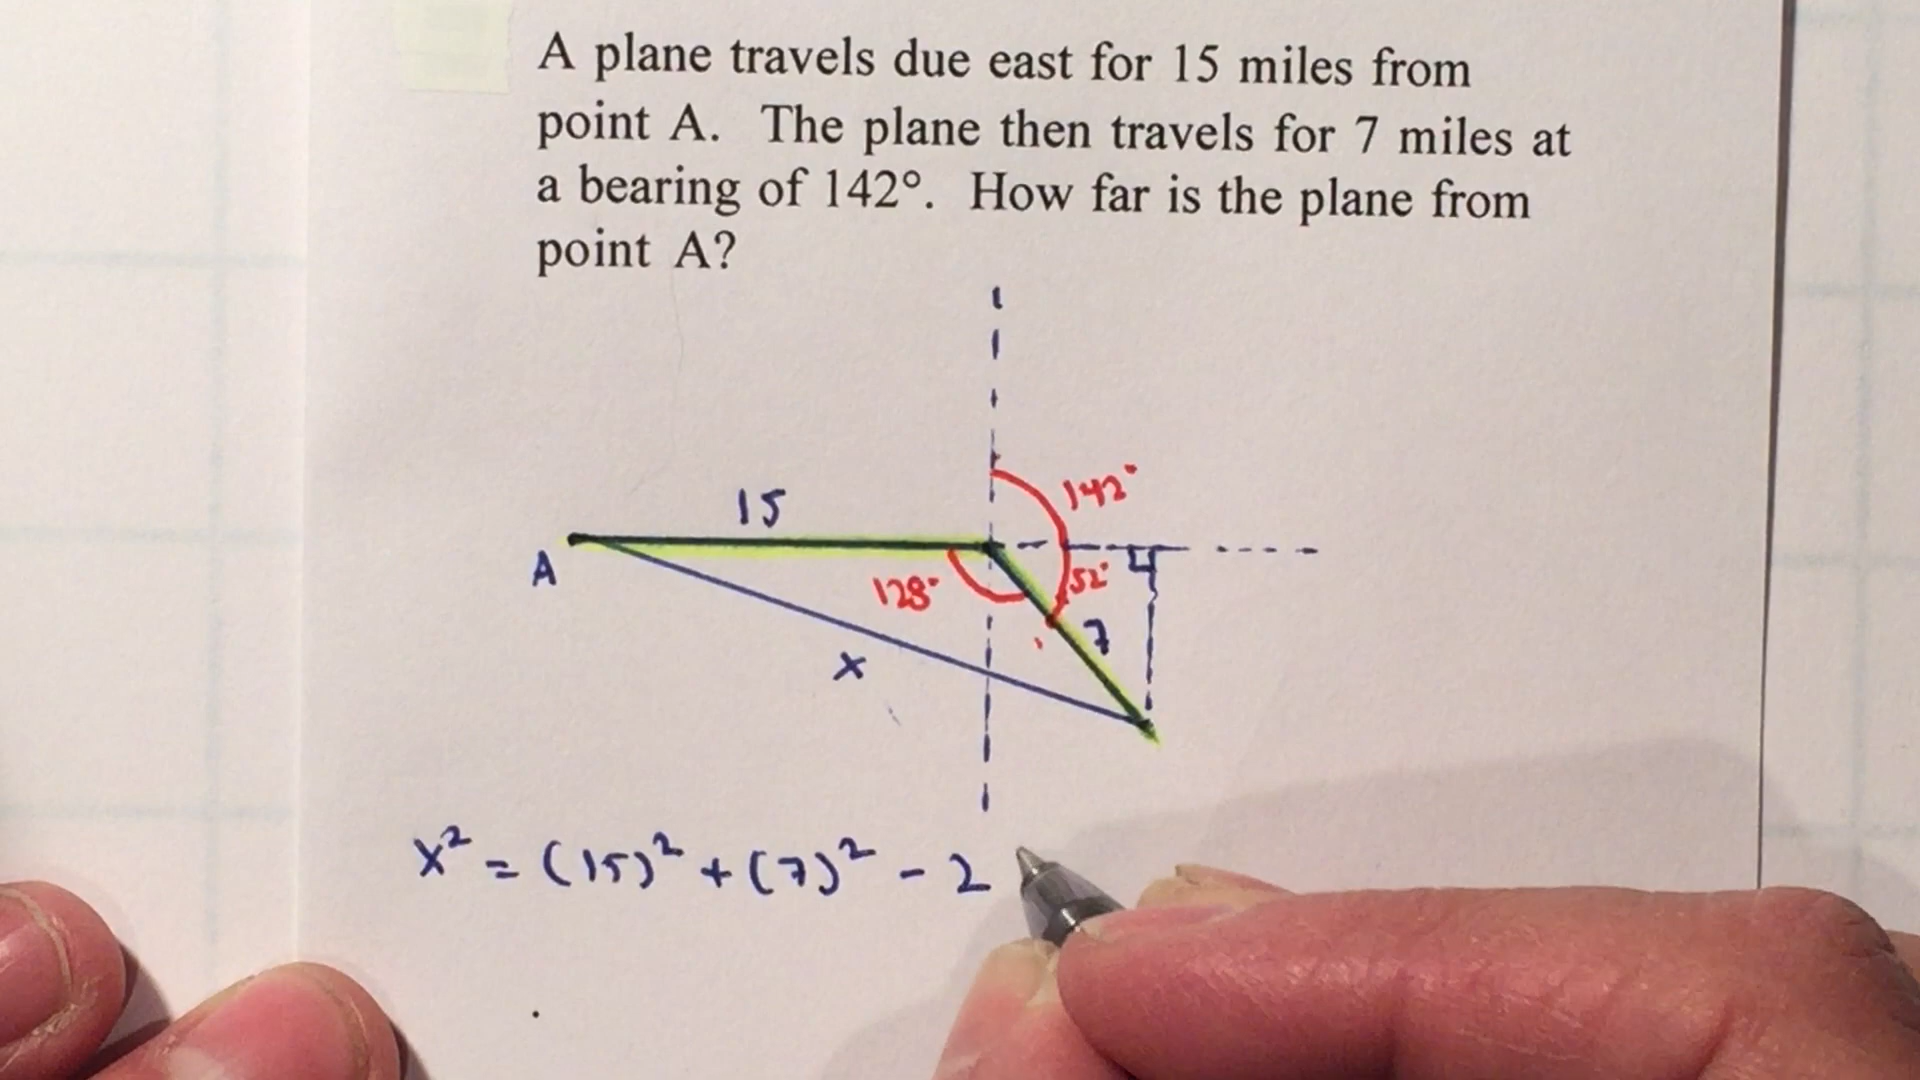 A plane travels due east for 15 miles from
point A. The plane then travels for 7 miles at
a bearing of 142°. How far is the plane from
point A?
142°
15
A
128°
52°
7
x
x² = (15)² + (7)² - 2